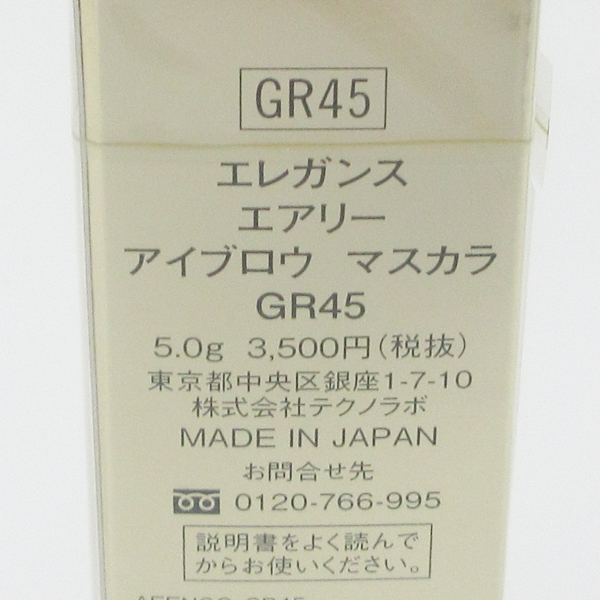 GR45
エレガンス
エアリー
アイブロウ マスカラ
GR45
5.0g 3,500円(税抜)
東京都中央区銀座1-7-10
株式会社テクノラボ
MADE IN JAPAN
お問合せ先
0120-766-995
説明書をよく読んで
からお使いください。